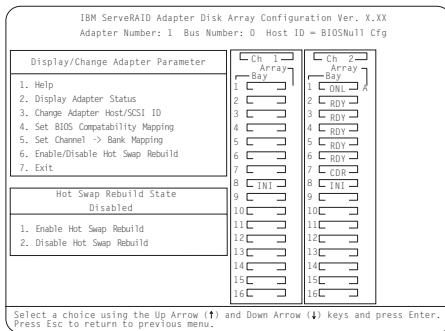 IBM ServeRAID Adapter Disk Array Configuration Ver. X.XX
Adapter Number: 1 Bus Number: 0 Host ID = BIOSNull Cfg
Display/Change Adapter Parameter
1. Help
2. Display Adapter Status
3. Change Adapter Host/SCSI ID
4. Set BIOS Compatability Mapping
5. Set Channel -> Bank Mapping
6. Enable/Disable Hot Swap Rebuild
7. Exit
Hot Swap Rebuild State
Disabled
1. Enable Hot Swap Rebuild
2. Disable Hot Swap Rebuild
Ch 1
Array
Bay
1
2
3
4
5
6
7
8 INI
9
10
11
12
13
14
15
16
Ch 2
Array
Bay
1 ONL A
2 RDY
3 RDY
4 RDY
5 RDY
6 RDY
7 CDR
8 INI
9
10
11
12
13
14
15
16
Select a choice using the Up Arrow (↑) and Down Arrow (↓) keys and press Enter.
Press Esc to return to previous menu.